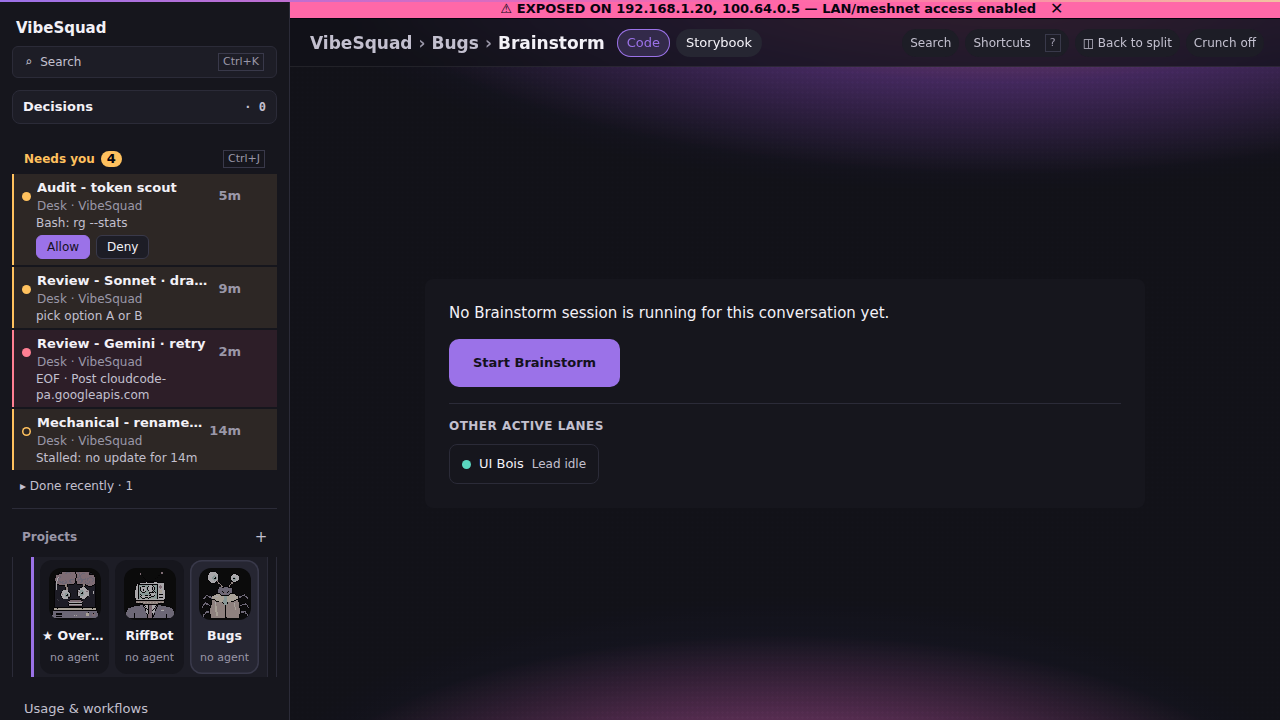 VibeSquad
⌕ Search Ctrl+K
Decisions · 0
Needs you 4 Ctrl+J
Audit - token scout 5m
Desk · VibeSquad
Bash: rg --stats
Allow Deny
Review - Sonnet · dra… 9m
Desk · VibeSquad
pick option A or B
Review - Gemini · retry 2m
Desk · VibeSquad
EOF · Post cloudcode-
pa.googleapis.com
Mechanical - rename… 14m
Desk · VibeSquad
Stalled: no update for 14m
▸ Done recently · 1
Projects +
★ Over… RiffBot Bugs
no agent no agent no agent
Usage & workflows
⚠ EXPOSED ON 192.168.1.20, 100.64.0.5 — LAN/meshnet access enabled ✕
VibeSquad › Bugs › Brainstorm Code Storybook Search Shortcuts ? ◫ Back to split Crunch off
No Brainstorm session is running for this conversation yet.
Start Brainstorm
OTHER ACTIVE LANES
UI Bois Lead idle